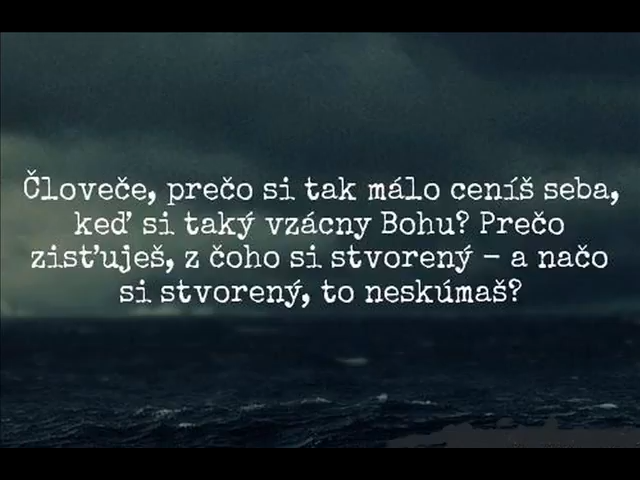 Človeče, prečo si tak málo ceníš seba,
keď si taký vzácny Bohu? Prečo
zisťuješ, z čoho si stvorený – a načo
si stvorený, to neskúmaš?